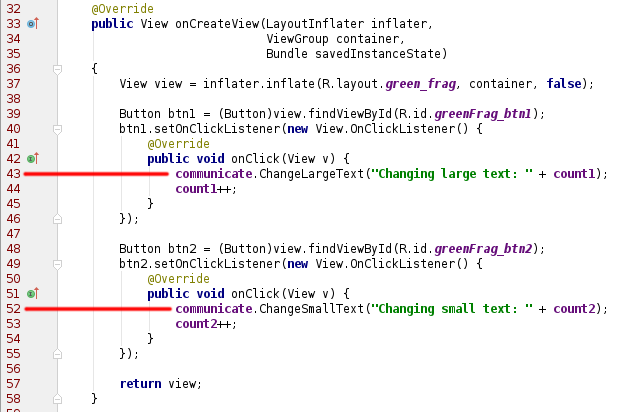 32 @Override
33 public View onCreateView(LayoutInflater inflater,
34 ViewGroup container,
35 Bundle savedInstanceState)
36 {
37 View view = inflater.inflate(R.layout.green_frag, container, false);
38
39 Button btn1 = (Button)view.findViewById(R.id.greenFrag_btn1);
40 btn1.setOnClickListener(new View.OnClickListener() {
41 @Override
42 public void onClick(View v) {
43 communicate.ChangeLargeText("Changing large text: " + count1);
44 count1++;
45 }
46 });
47
48 Button btn2 = (Button)view.findViewById(R.id.greenFrag_btn2);
49 btn2.setOnClickListener(new View.OnClickListener() {
50 @Override
51 public void onClick(View v) {
52 communicate.ChangeSmallText("Changing small text: " + count2);
53 count2++;
54 }
55 });
56
57 return view;
58 }